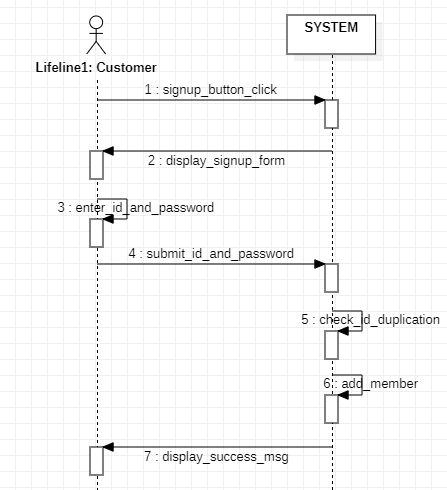 SYSTEM
Lifeline1: Customer
1 : signup_button_click
2 : display_signup_form
3 : enter_id_and_password
4 : submit_id_and_password
5 : check_id_duplication
6 : add_member
7 : display_success_msg